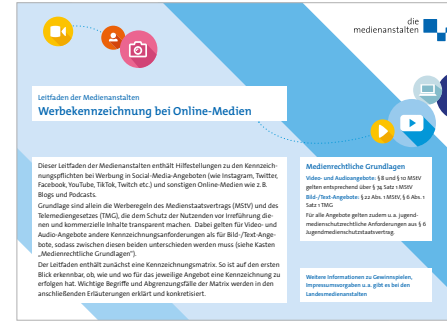 die
medienanstalten
Leitfaden der Medienanstalten
Werbekennzeichnung bei Online-Medien
Dieser Leitfaden der Medienanstalten enthält Hilfestellungen zu den Kennzeich-
nungspflichten bei Werbung in Social-Media-Angeboten (wie Instagram, Twitter,
Facebook, YouTube, TikTok, Twitch etc.) und sonstigen Online-Medien wie z. B.
Blogs und Podcasts.
Grundlage sind allein die Werberegeln des Medienstaatsvertrags (MStV) und des
Telemediengesetzes (TMG), die dem Schutz der Nutzenden vor Irreführung die-
nen und kommerzielle Inhalte transparent machen. Dabei gelten für Video- und
Audio-Angebote andere Kennzeichnungsanforderungen als für Bild-/Text-Ange-
bote, sodass zwischen diesen beiden unterschieden werden muss (siehe Kasten
„Medienrechtliche Grundlagen“).
Der Leitfaden enthält zunächst eine Kennzeichnungsmatrix. So ist auf den ersten
Blick erkennbar, ob, wie und wo für das jeweilige Angebot eine Kennzeichnung zu
erfolgen hat. Wichtige Begriffe und Abgrenzungsfälle der Matrix werden in den
anschließenden Erläuterungen erklärt und konkretisiert.
Medienrechtliche Grundlagen
Video- und Audioangebote: § 8 und § 10 MStV
gelten entsprechend über § 74 Satz 1 MStV
Bild-/Text-Angebote: § 22 Abs. 1 MStV, § 6 Abs. 1
Satz 1 TMG
Für alle Angebote gelten zudem u. a. jugend-
medienschutzrechtliche Anforderungen aus § 6
Jugendmedienschutzstaatsvertrag.
Weitere Informationen zu Gewinnspielen,
Impressumsvorgaben u. a. gibt es bei den
Landesmedienanstalten